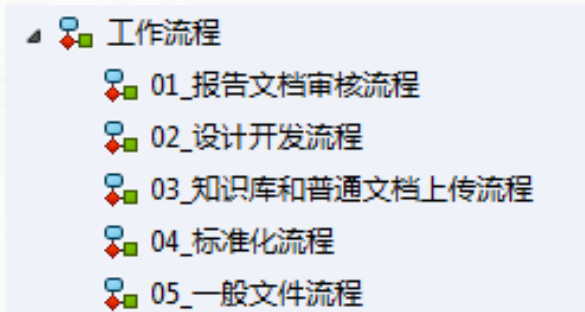 工作流程
01_报告文档审核流程
02_设计开发流程
03_知识库和普通文档上传流程
04_标准化流程
05_一般文件流程